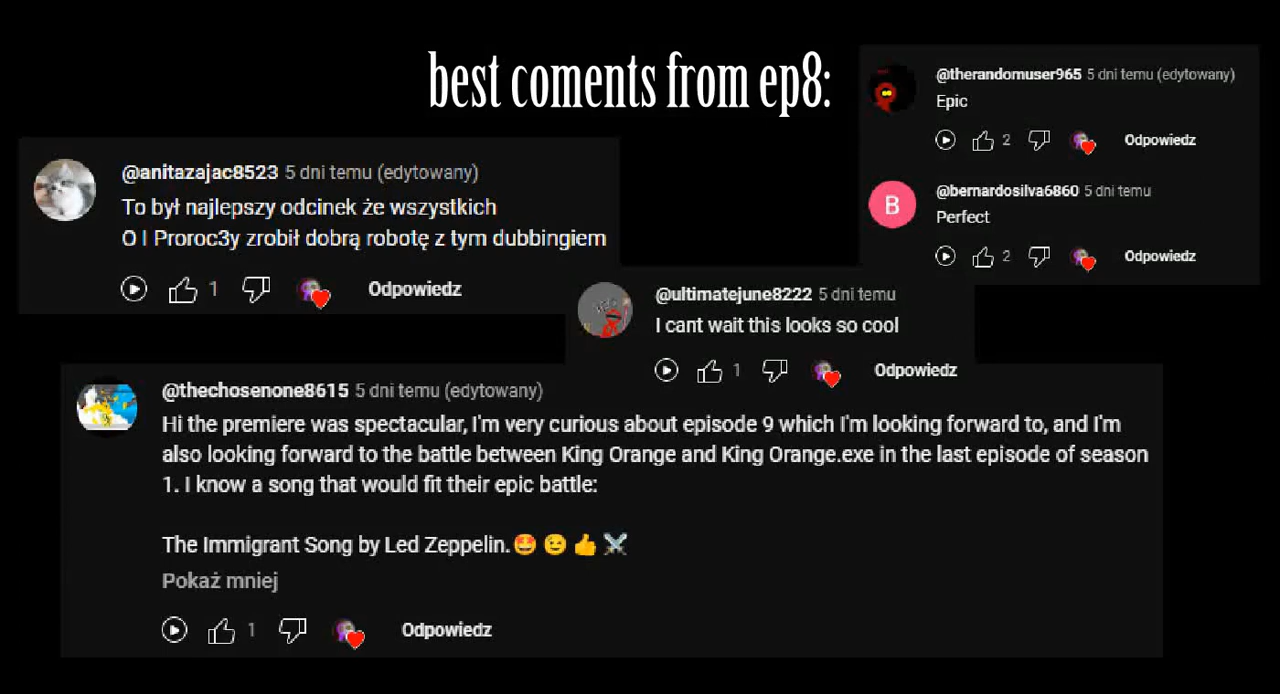 best coments from ep8:
@therandomuser965 5 dni temu (edytowany)
Epic
2 Odpowiedz
@bernardosilva6860 5 dni temu
B
Perfect
2 Odpowiedz
@anitazajac8523 5 dni temu (edytowany)
To był najlepszy odcinek że wszystkich
O I Proroc3y zrobił dobrą robotę z tym dubbingiem
1 Odpowiedz
@ultimatejune8222 5 dni temu
I cant wait this looks so cool
1 Odpowiedz
@thechosenone8615 5 dni temu (edytowany)
Hi the premiere was spectacular, I'm very curious about episode 9 which I'm looking forward to, and I'm
also looking forward to the battle between King Orange and King Orange.exe in the last episode of season
1. I know a song that would fit their epic battle:
The Immigrant Song by Led Zeppelin.🤩 😉 👍 ⚔️
Pokaż mniej
1 Odpowiedz